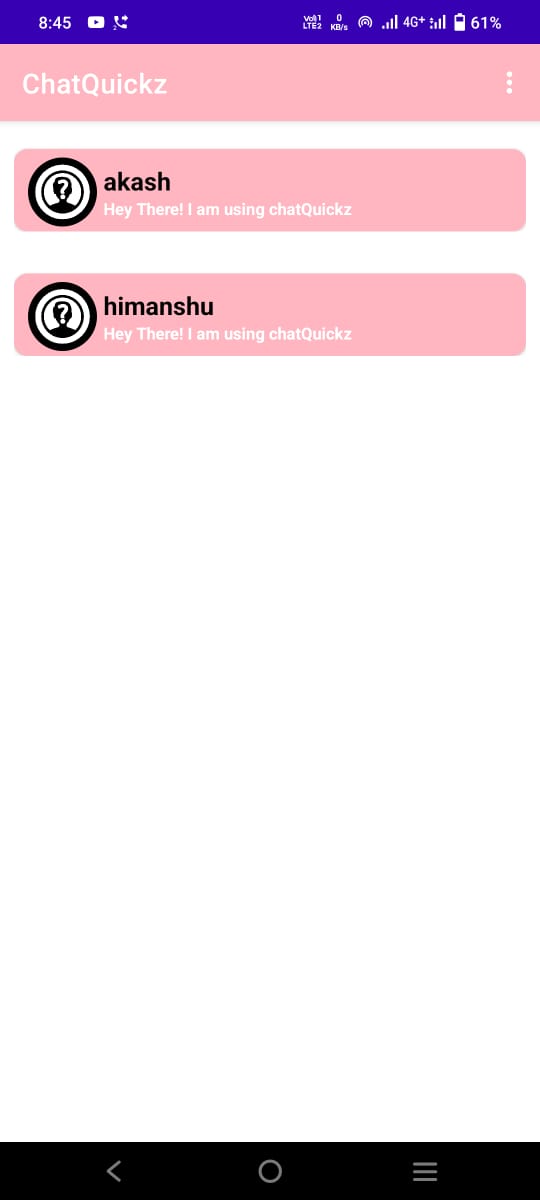 8:45 2 Vo))1 LTE2 0 KB/s 4G+ 61%
ChatQuickz
akash
Hey There! I am using chatQuickz
himanshu
Hey There! I am using chatQuickz